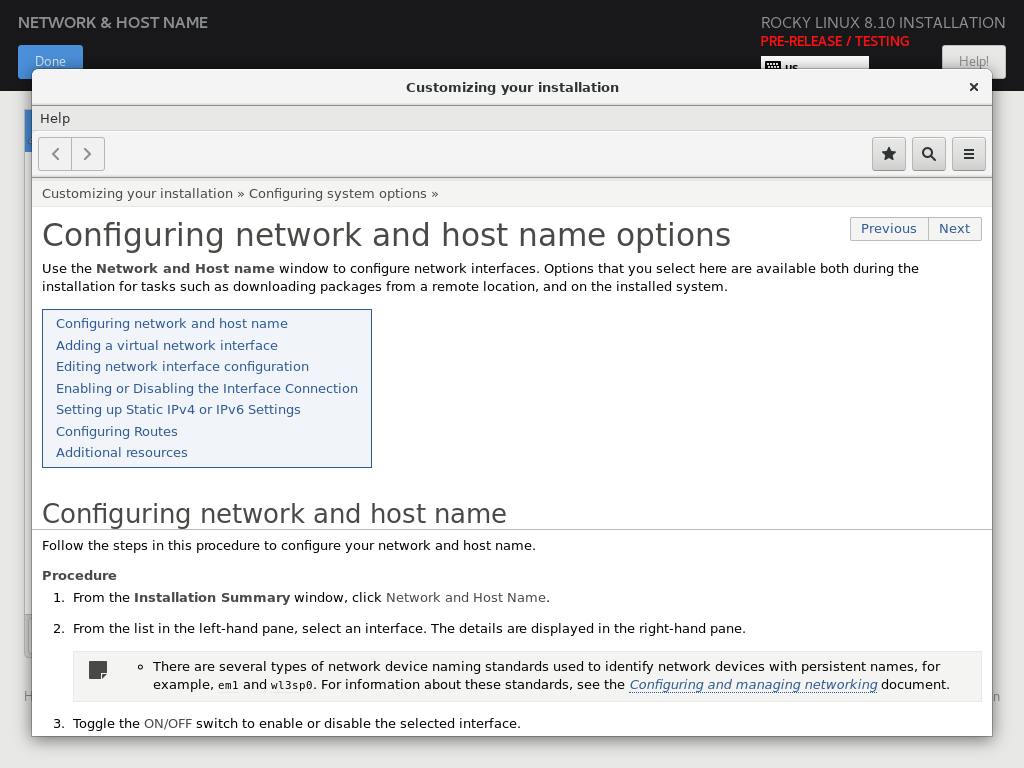 NETWORK & HOST NAME
ROCKY LINUX 8.10 INSTALLATION
PRE-RELEASE / TESTING
Done
us
Help!
Customizing your installation
Help
Customizing your installation » Configuring system options »
Configuring network and host name options
Previous
Next
Use the Network and Host name window to configure network interfaces. Options that you select here are available both during the
installation for tasks such as downloading packages from a remote location, and on the installed system.
Configuring network and host name
Adding a virtual network interface
Editing network interface configuration
Enabling or Disabling the Interface Connection
Setting up Static IPv4 or IPv6 Settings
Configuring Routes
Additional resources
Configuring network and host name
Follow the steps in this procedure to configure your network and host name.
Procedure
1. From the Installation Summary window, click Network and Host Name.
2. From the list in the left-hand pane, select an interface. The details are displayed in the right-hand pane.
There are several types of network device naming standards used to identify network devices with persistent names, for
example, em1 and wl3sp0. For information about these standards, see the Configuring and managing networking document.
3. Toggle the ON/OFF switch to enable or disable the selected interface.